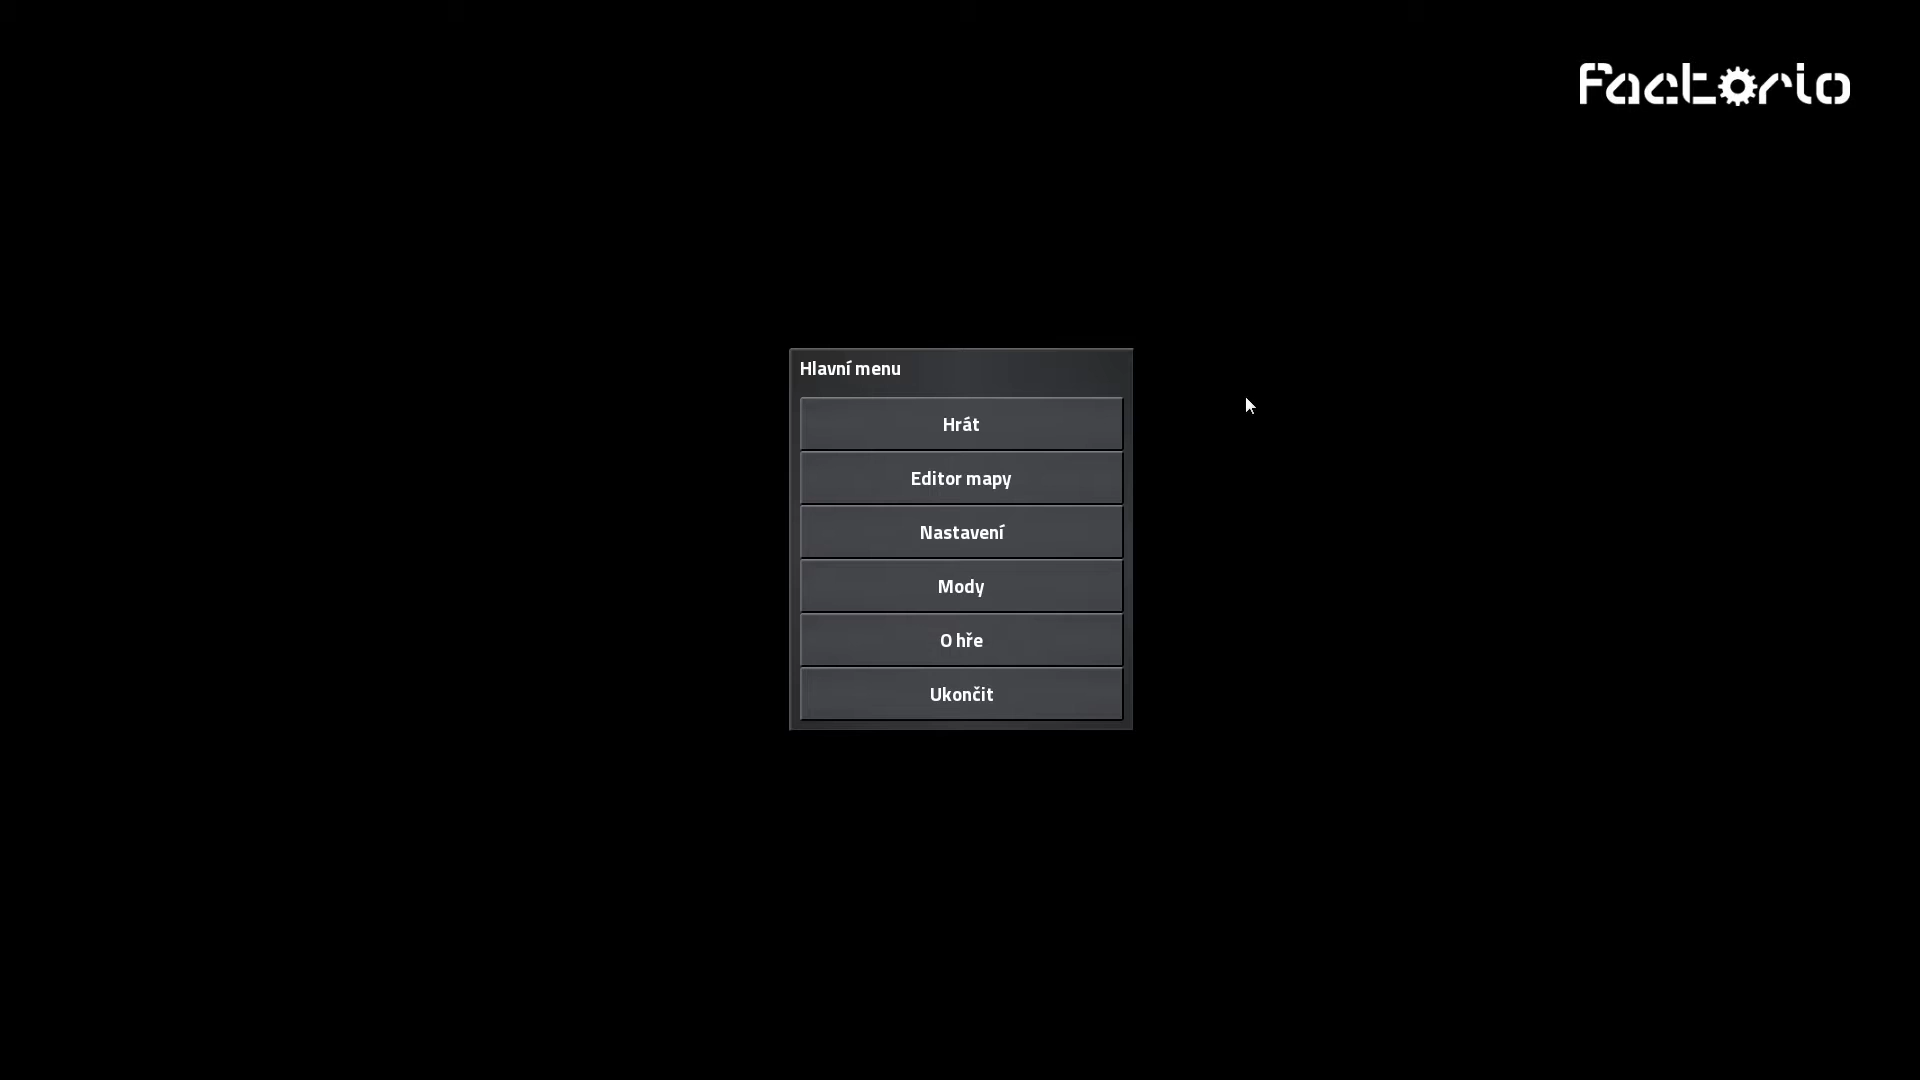 Factorio
Hlavní menu
Hrát
Editor mapy
Nastavení
Mody
O hře
Ukončit